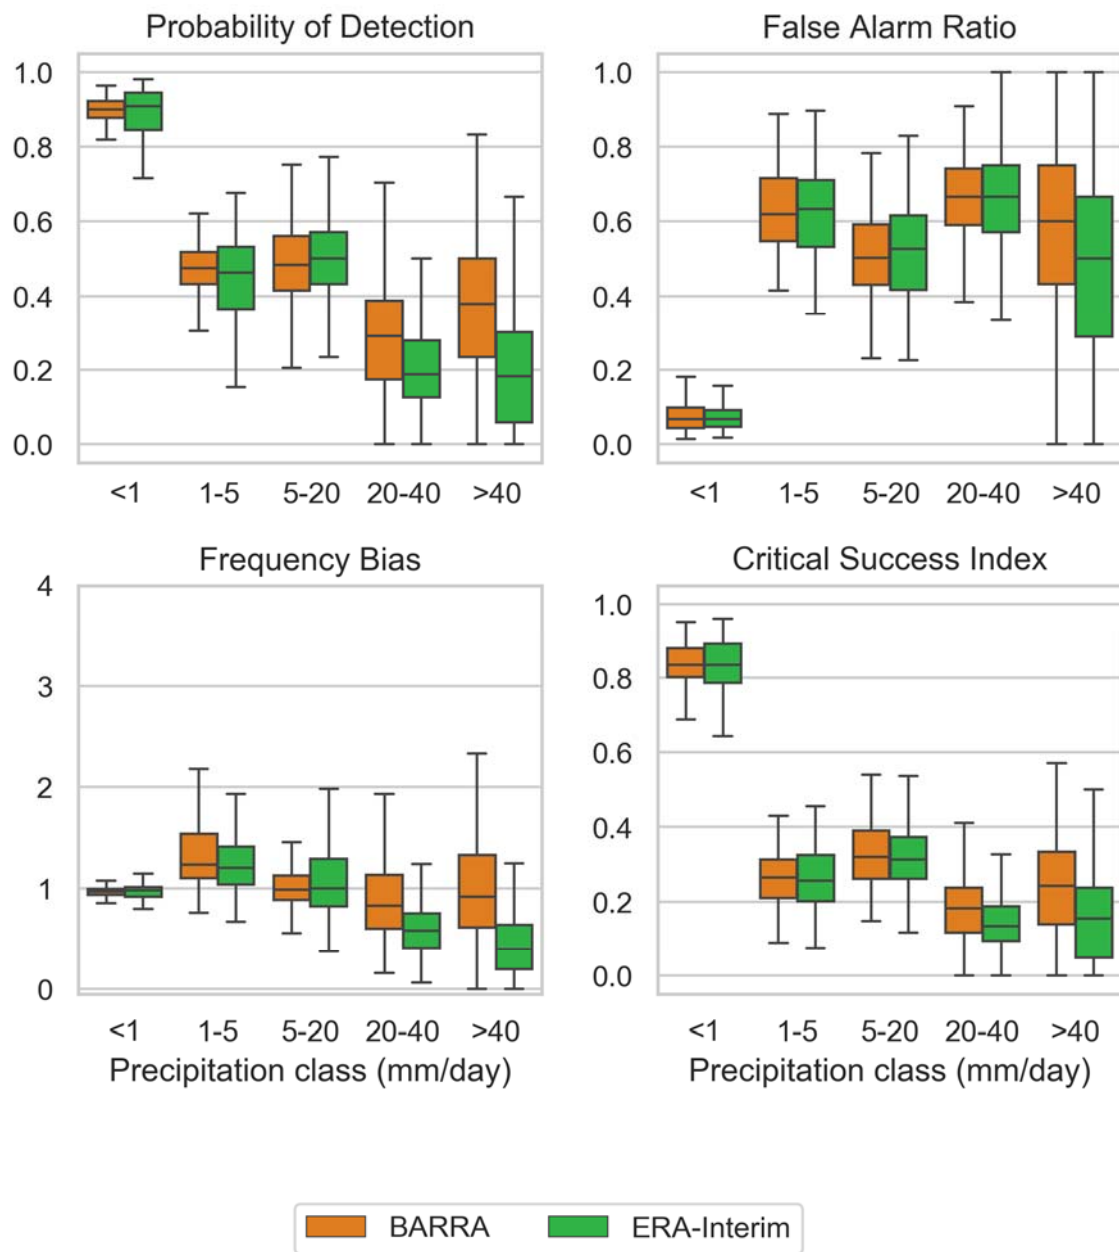 Probability of Detection
1.0
0.8
0.6
0.4
0.2
0.0
<1 1-5 5-20 20-40 >40
False Alarm Ratio
1.0
0.8
0.6
0.4
0.2
0.0
<1 1-5 5-20 20-40 >40
Frequency Bias
4
3
2
1
0
<1 1-5 5-20 20-40 >40
Precipitation class (mm/day)
Critical Success Index
1.0
0.8
0.6
0.4
0.2
0.0
<1 1-5 5-20 20-40 >40
Precipitation class (mm/day)
BARRA ERA-Interim